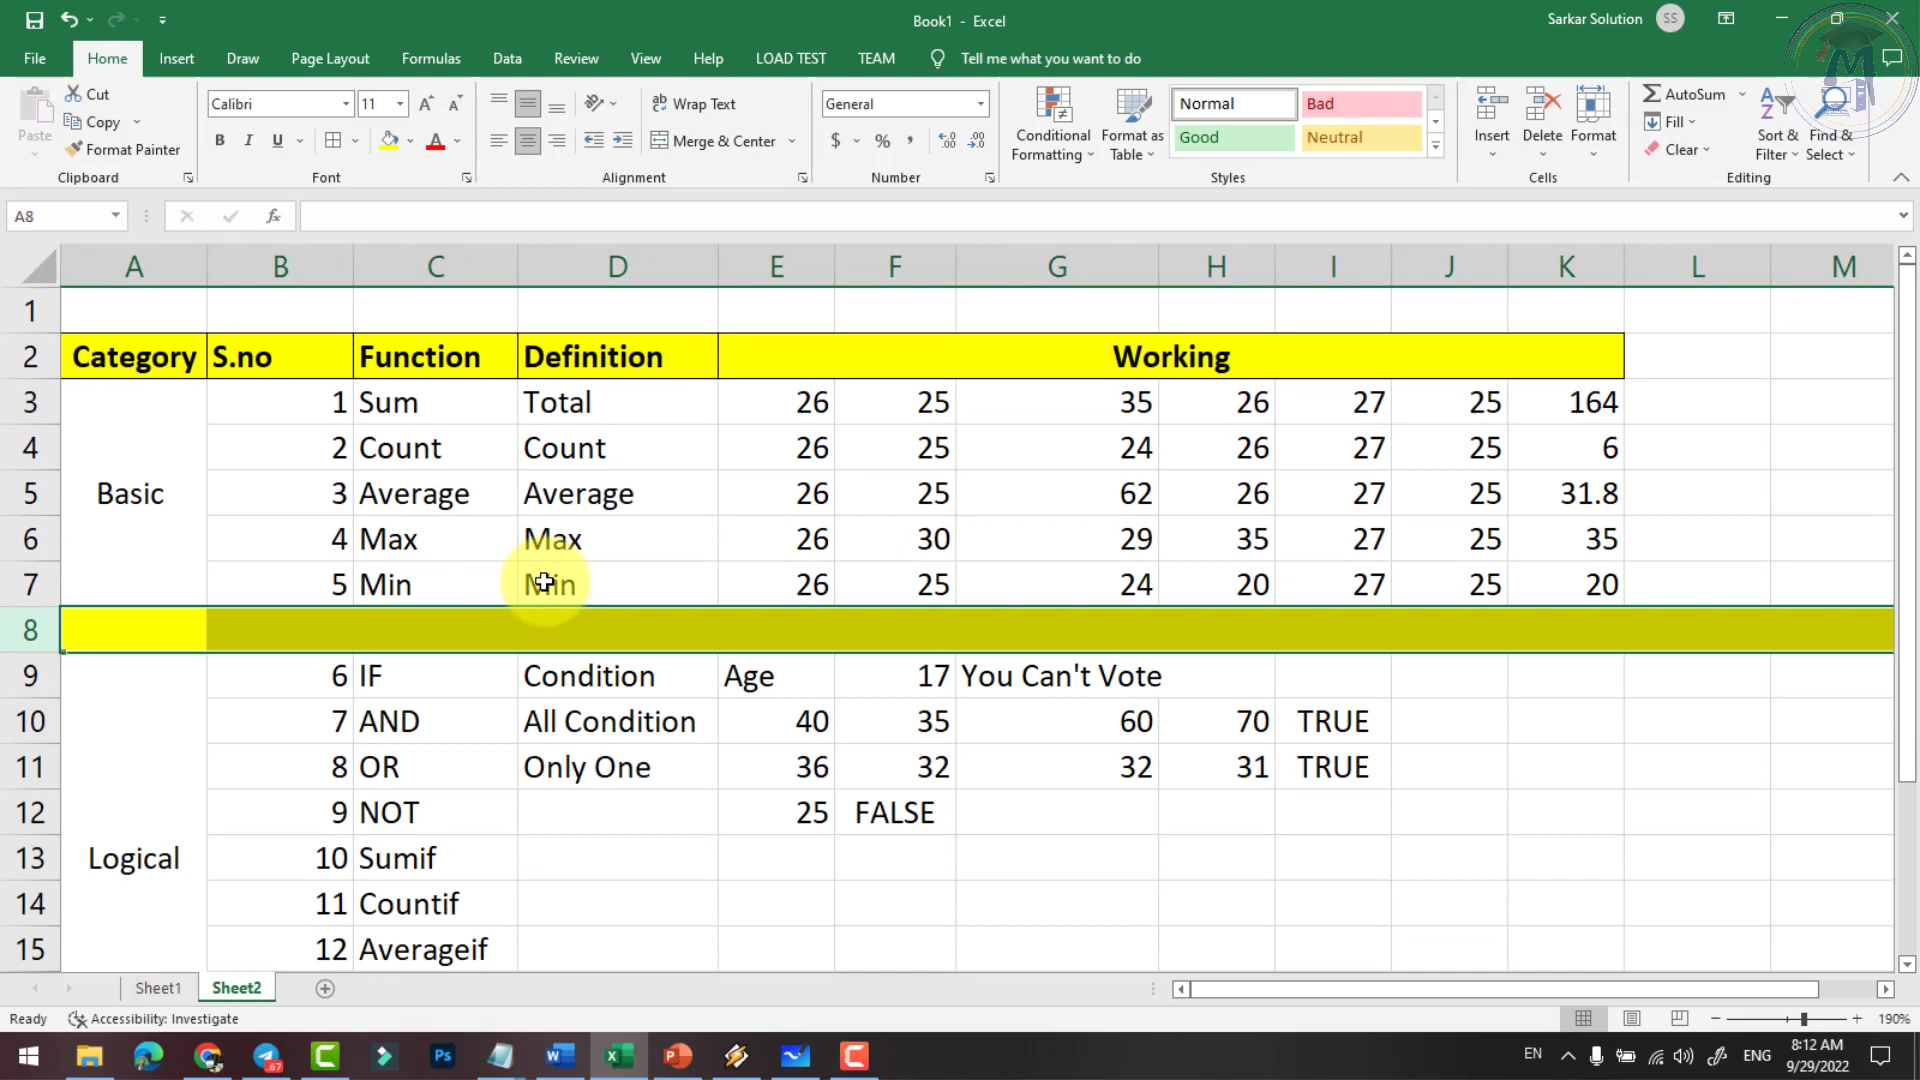 Book1 - Excel
Sarkar Solution SS
File Home Insert Draw Page Layout Formulas Data Review View Help LOAD TEST TEAM Tell me what you want to do
Paste
Cut
Copy
Format Painter
Clipboard
Calibri 11
B I U
Font
Wrap Text
Merge & Center
Alignment
General
$ % ,
Number
Conditional Formatting
Format as Table
Normal Bad
Good Neutral
Styles
Insert Delete Format
Cells
AutoSum
Fill
Clear
Sort & Filter
Find & Select
Editing
A8 fx
A B C D E F G H I J K L M
1
2 Category S.no Function Definition Working
3 1 Sum Total 26 25 35 26 27 25 164
4 2 Count Count 26 25 24 26 27 25 6
5 Basic 3 Average Average 26 25 62 26 27 25 31.8
6 4 Max Max 26 30 29 35 27 25 35
7 5 Min Min 26 25 24 20 27 25 20
8
9 6 IF Condition Age 17 You Can't Vote
10 7 AND All Condition 40 35 60 70 TRUE
11 8 OR Only One 36 32 32 31 TRUE
12 9 NOT 25 FALSE
13 Logical 10 Sumif
14 11 Countif
15 12 Averageif
Sheet1 Sheet2
Ready Accessibility: Investigate 190%
67 EN ENG 8:12 AM
9/29/2022